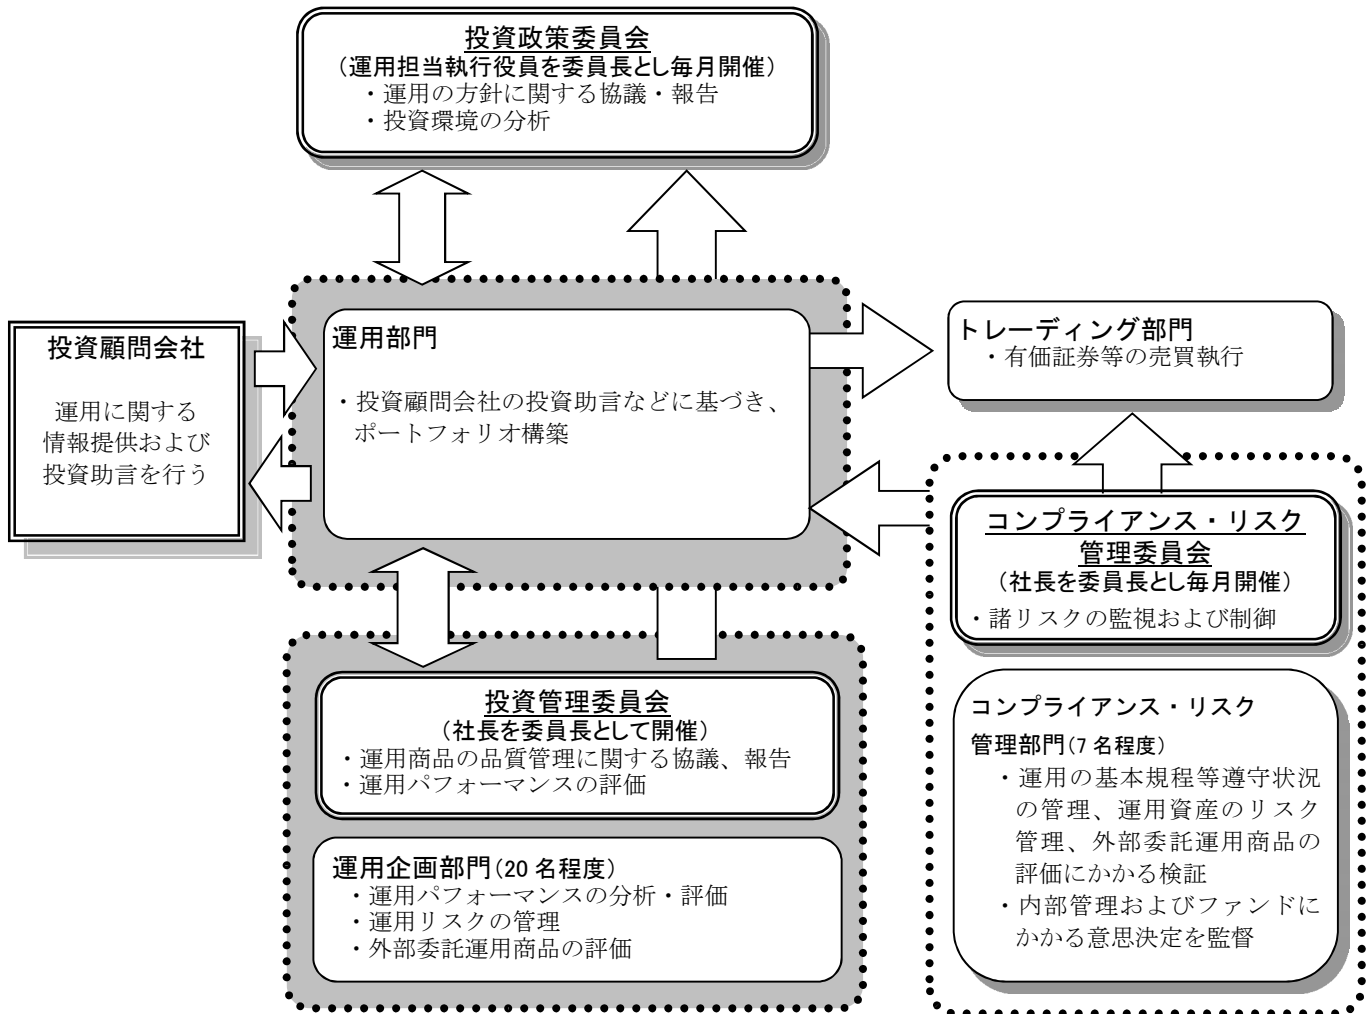 投資政策委員会
（運用担当執行役員を委員長とし毎月開催）
・運用の方針に関する協議・報告
・投資環境の分析
投資顧問会社
運用に関する
情報提供および
投資助言を行う
運用部門
・投資顧問会社の投資助言などに基づき、
ポートフォリオ構築
トレーディング部門
・有価証券等の売買執行
コンプライアンス・リスク
管理委員会
（社長を委員長とし毎月開催）
・諸リスクの監視および制御
投資管理委員会
（社長を委員長として開催）
・運用商品の品質管理に関する協議、報告
・運用パフォーマンスの評価
運用企画部門（20 名程度）
・運用パフォーマンスの分析・評価
・運用リスクの管理
・外部委託運用商品の評価
コンプライアンス・リスク
管理部門（7 名程度）
・運用の基本規程等遵守状況
の管理、運用資産のリスク
管理、外部委託運用商品の
評価にかかる検証
・内部管理およびファンドに
かかる意思決定を監督